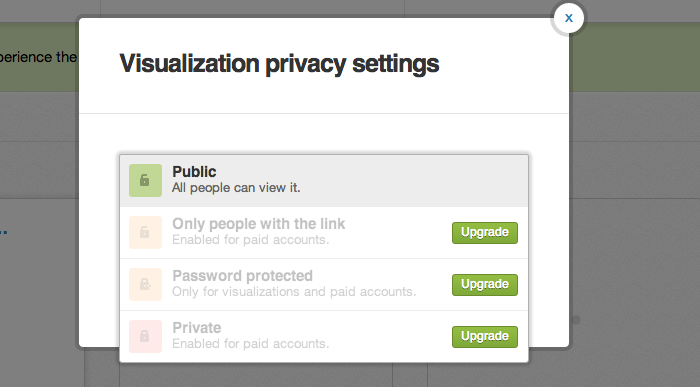 x
perience the
Visualization privacy settings
Public
All people can view it.
Only people with the link
Enabled for paid accounts.
Upgrade
Password protected
Only for visualizations and paid accounts.
Upgrade
Private
Enabled for paid accounts.
Upgrade
..